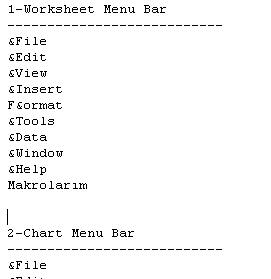 1-Worksheet Menu Bar
---------------------------
&File
&Edit
&View
&Insert
F&ormat
&Tools
&Data
&Window
&Help
Makrolarım
2-Chart Menu Bar
---------------------------
&File